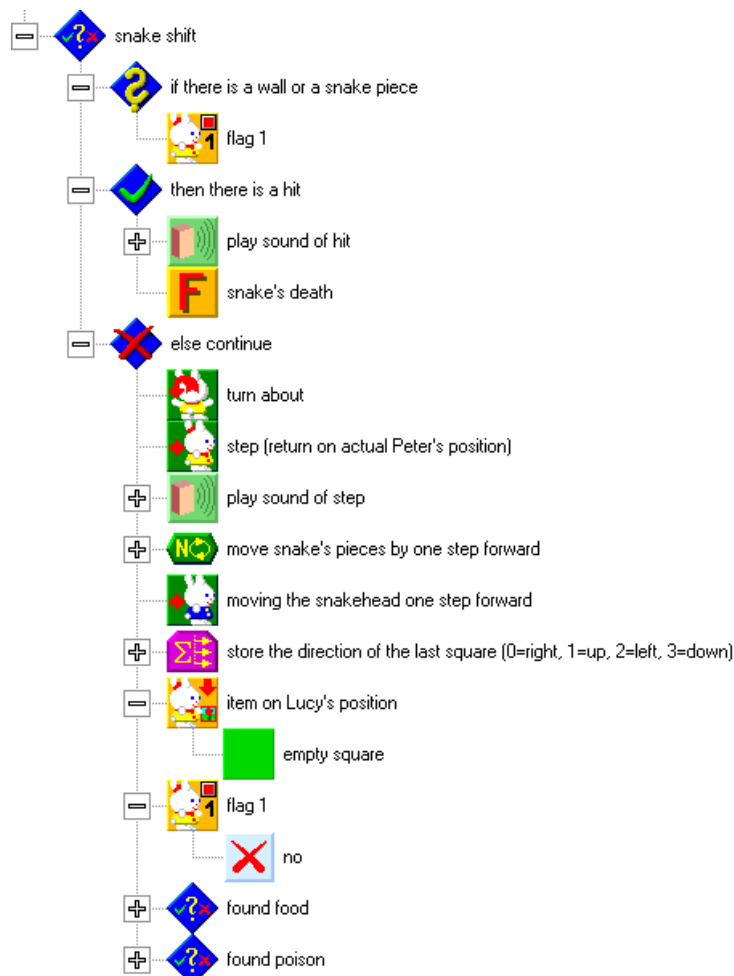 snake shift
if there is a wall or a snake piece
1 flag 1
then there is a hit
play sound of hit
F snake's death
else continue
turn about
step (return on actual Peter's position)
play sound of step
N move snake's pieces by one step forward
moving the snakehead one step forward
Σ store the direction of the last square (0=right, 1=up, 2=left, 3=down)
item on Lucy's position
empty square
1 flag 1
no
found food
found poison